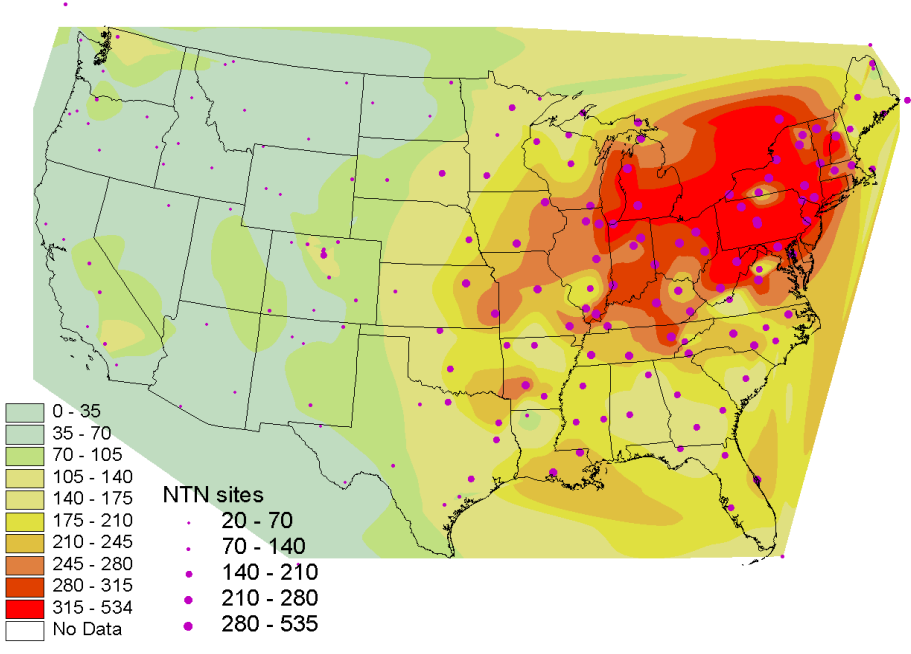 0 - 35
35 - 70
70 - 105
105 - 140
140 - 175
175 - 210
210 - 245
245 - 280
280 - 315
315 - 534
No Data
NTN sites
20 - 70
70 - 140
140 - 210
210 - 280
280 - 535